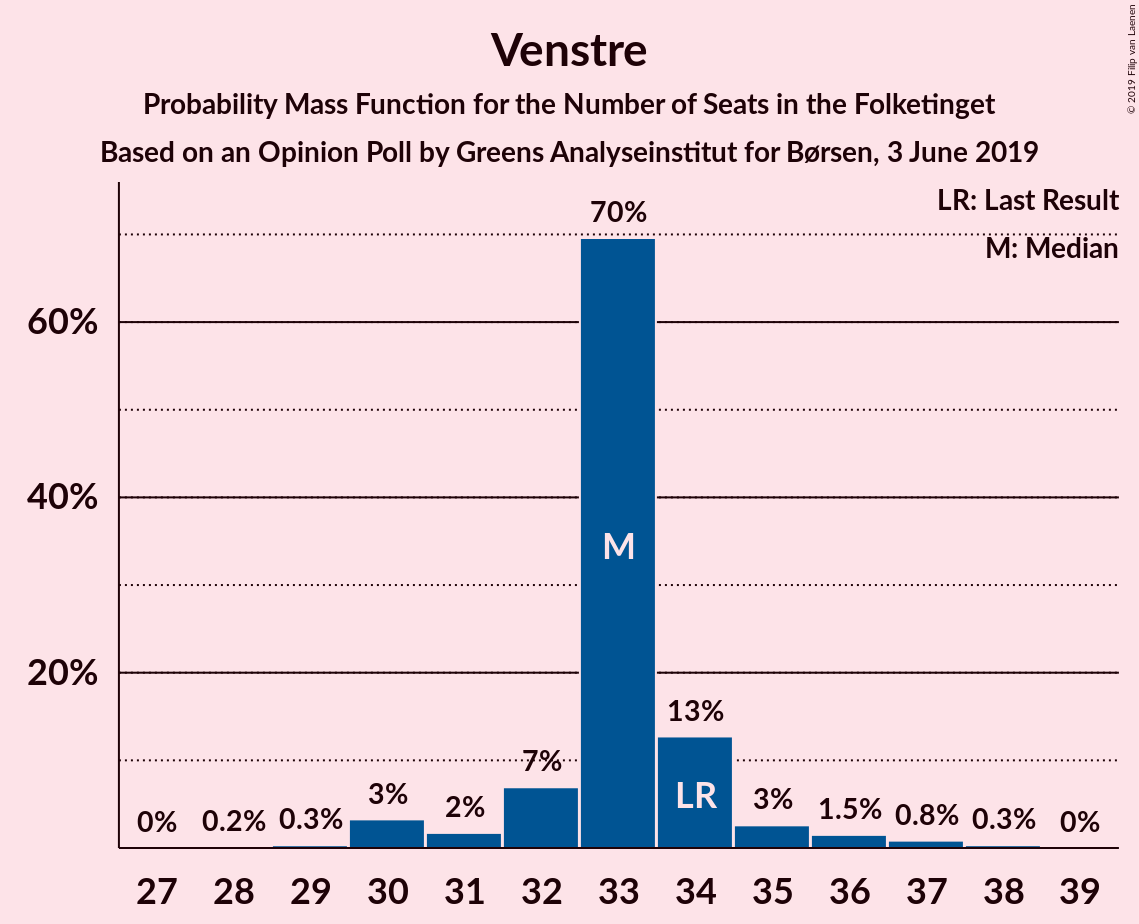 Venstre
Probability Mass Function for the Number of Seats in the Folketinget
Based on an Opinion Poll by Greens Analyseinstitut for Børsen, 3 June 2019
© 2019 Filip van Laenen
LR: Last Result
M: Median
60%
40%
20%
0%
0.2%
0.3%
3%
2%
7%
70%
13%
3%
1.5%
0.8%
0.3%
0%
M
LR
27 28 29 30 31 32 33 34 35 36 37 38 39